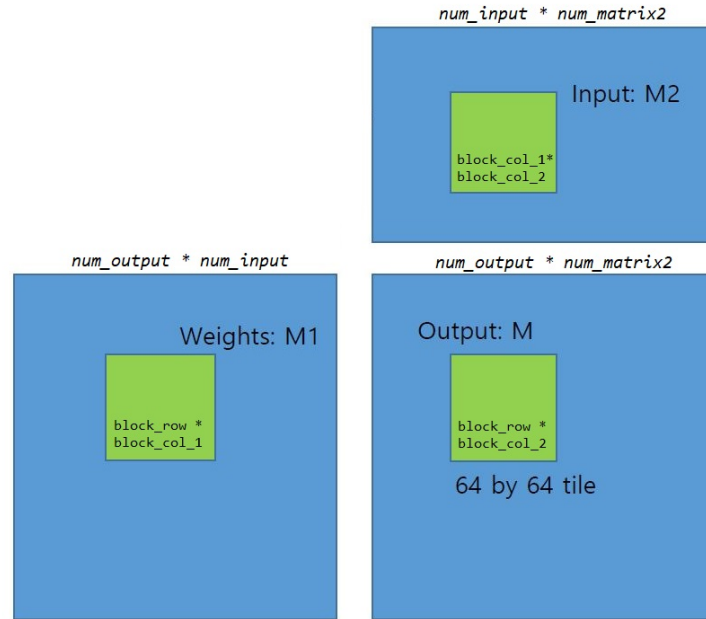 num_input * num_matrix2
Input: M2
block_col_1*
block_col_2
num_output * num_input
num_output * num_matrix2
Weights: M1
Output: M
block_row *
block_col_1
block_row *
block_col_2
64 by 64 tile